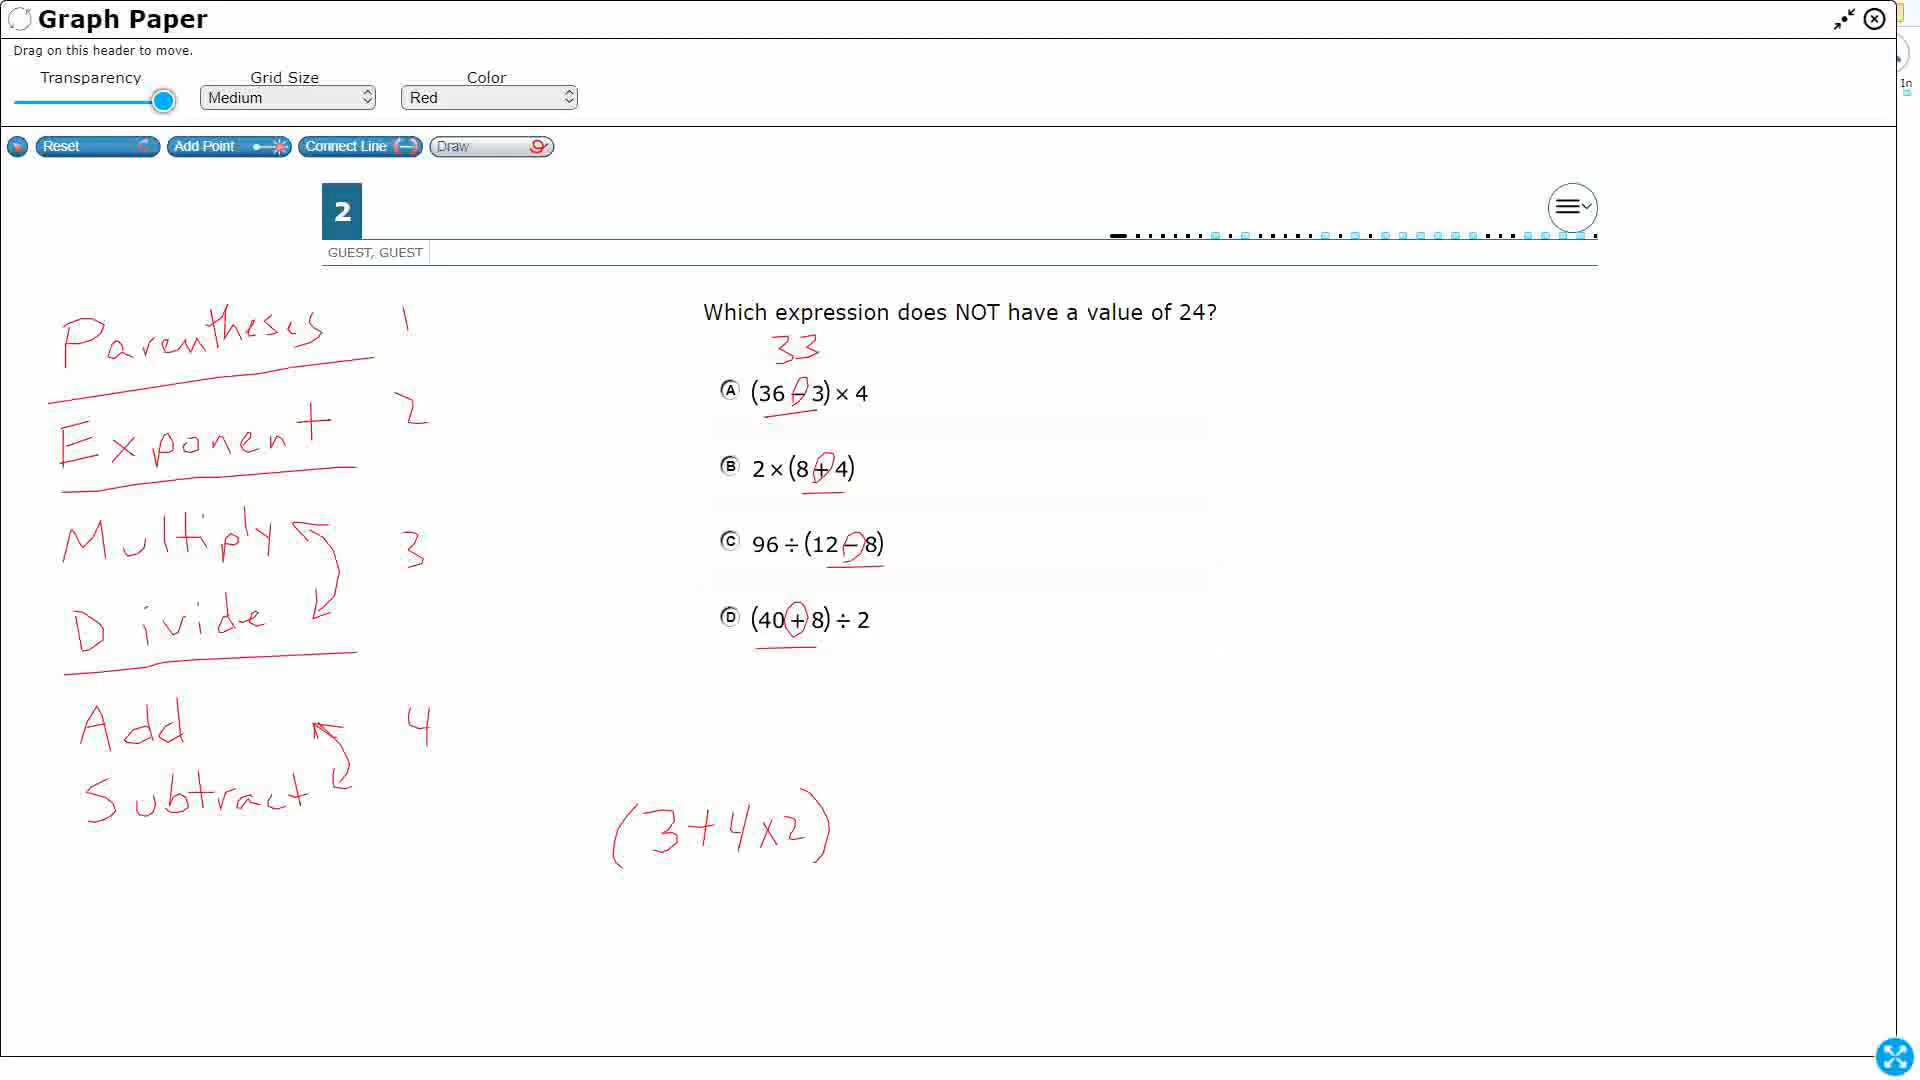 Graph Paper
Drag on this header to move.
Transparency
Grid Size
Color
Medium
Red
Reset
Add Point
Connect Line
Draw
2
GUEST, GUEST
Parentheses 1
Exponent 2
Multiply 3
Divide
Add 4
Subtract
Which expression does NOT have a value of 24?
33
A (36 – 3) × 4
B 2 × (8 + 4)
C 96 ÷ (12 – 8)
D (40 + 8) ÷ 2
(3+4x2)